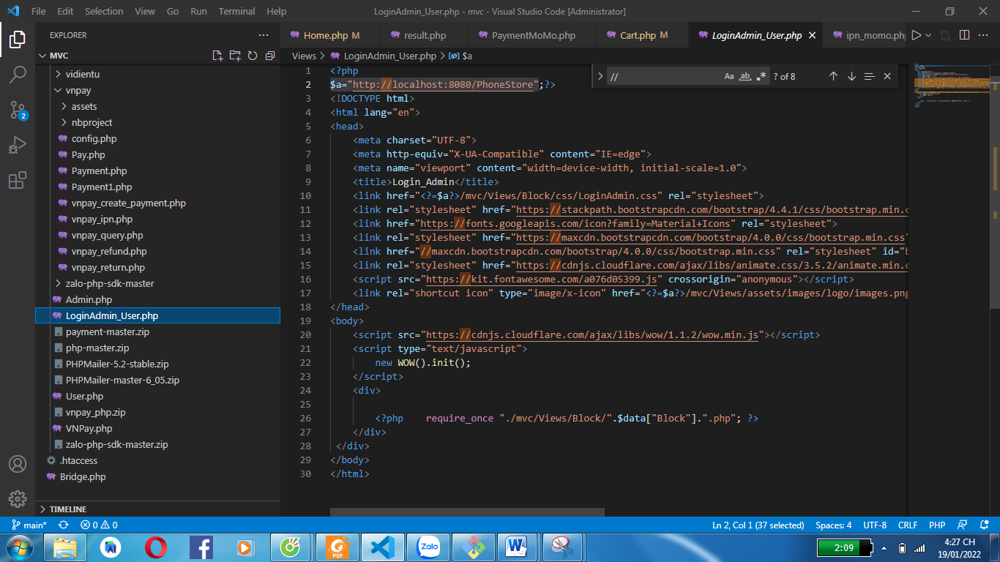 File Edit Selection View Go Run Terminal Help LoginAdmin_User.php - mvc - Visual Studio Code [Administrator]
EXPLORER
MVC
vidientu
vnpay
assets
nbproject
config.php
Pay.php
Payment.php
Payment1.php
vnpay_create_payment.php
vnpay_ipn.php
vnpay_query.php
vnpay_refund.php
vnpay_return.php
zalo-php-sdk-master
Admin.php
LoginAdmin_User.php
payment-master.zip
php-master.zip
PHPMailer-5.2-stable.zip
PHPMailer-master-6_05.zip
User.php
vnpay_php.zip
VNPay.php
zalo-php-sdk-master.zip
.htaccess
Bridge.php
TIMELINE
2
Home.php M result.php PaymentMoMo.php Cart.php M LoginAdmin_User.php ipn_momo.php
Views > LoginAdmin_User.php > $a
// Aa ab .* ? of 8
1 <?php
2 $a="http://localhost:8080/PhoneStore";?>
3 <!DOCTYPE html>
4 <html lang="en">
5 <head>
6 <meta charset="UTF-8">
7 <meta http-equiv="X-UA-Compatible" content="IE=edge">
8 <meta name="viewport" content="width=device-width, initial-scale=1.0">
9 <title>Login_Admin</title>
10 <link href="<?=$a?>/mvc/Views/Block/css/LoginAdmin.css" rel="stylesheet">
11 <link rel="stylesheet" href="https://stackpath.bootstrapcdn.com/bootstrap/4.4.1/css/bootstrap.min.c
12 <link href="https://fonts.googleapis.com/icon?family=Material+Icons" rel="stylesheet">
13 <link rel="stylesheet" href="https://maxcdn.bootstrapcdn.com/bootstrap/4.0.0/css/bootstrap.min.css"
14 <link href="//maxcdn.bootstrapcdn.com/bootstrap/4.0.0/css/bootstrap.min.css" rel="stylesheet" id="b
15 <link rel="stylesheet" href="https://cdnjs.cloudflare.com/ajax/libs/animate.css/3.5.2/animate.min.c
16 <script src="https://kit.fontawesome.com/a076d05399.js" crossorigin="anonymous"></script>
17 <link rel="shortcut icon" type="image/x-icon" href="<?=$a?>/mvc/Views/assets/images/logo/images.png
18 </head>
19 <body>
20 <script src="https://cdnjs.cloudflare.com/ajax/libs/wow/1.1.2/wow.min.js"></script>
21 <script type="text/javascript">
22 new WOW().init();
23 </script>
24 <div>
25
26 <?php require_once "./mvc/Views/Block/".$data["Block"].".php"; ?>
27 </div>
28 </div>
29 </body>
30 </html>
main* 0 0 Ln 2, Col 1 (37 selected) Spaces: 4 UTF-8 CRLF PHP
Zalo PDF W 2:09 4:27 CH
19/01/2022